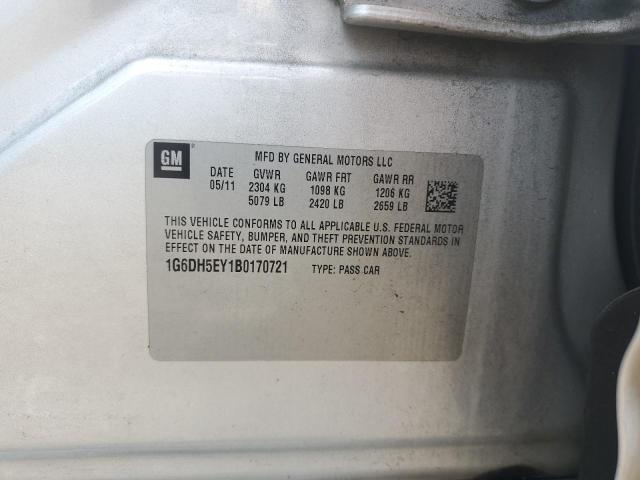 GM
MFD BY GENERAL MOTORS LLC
DATE GVWR GAWR FRT GAWR RR
05/11 2304 KG 1098 KG 1206 KG
5079 LB 2420 LB 2659 LB
THIS VEHICLE CONFORMS TO ALL APPLICABLE U.S. FEDERAL MOTOR
VEHICLE SAFETY, BUMPER, AND THEFT PREVENTION STANDARDS IN
EFFECT ON THE DATE OF MANUFACTURE SHOWN ABOVE.
1G6DH5EY1B0170721 TYPE: PASS CAR